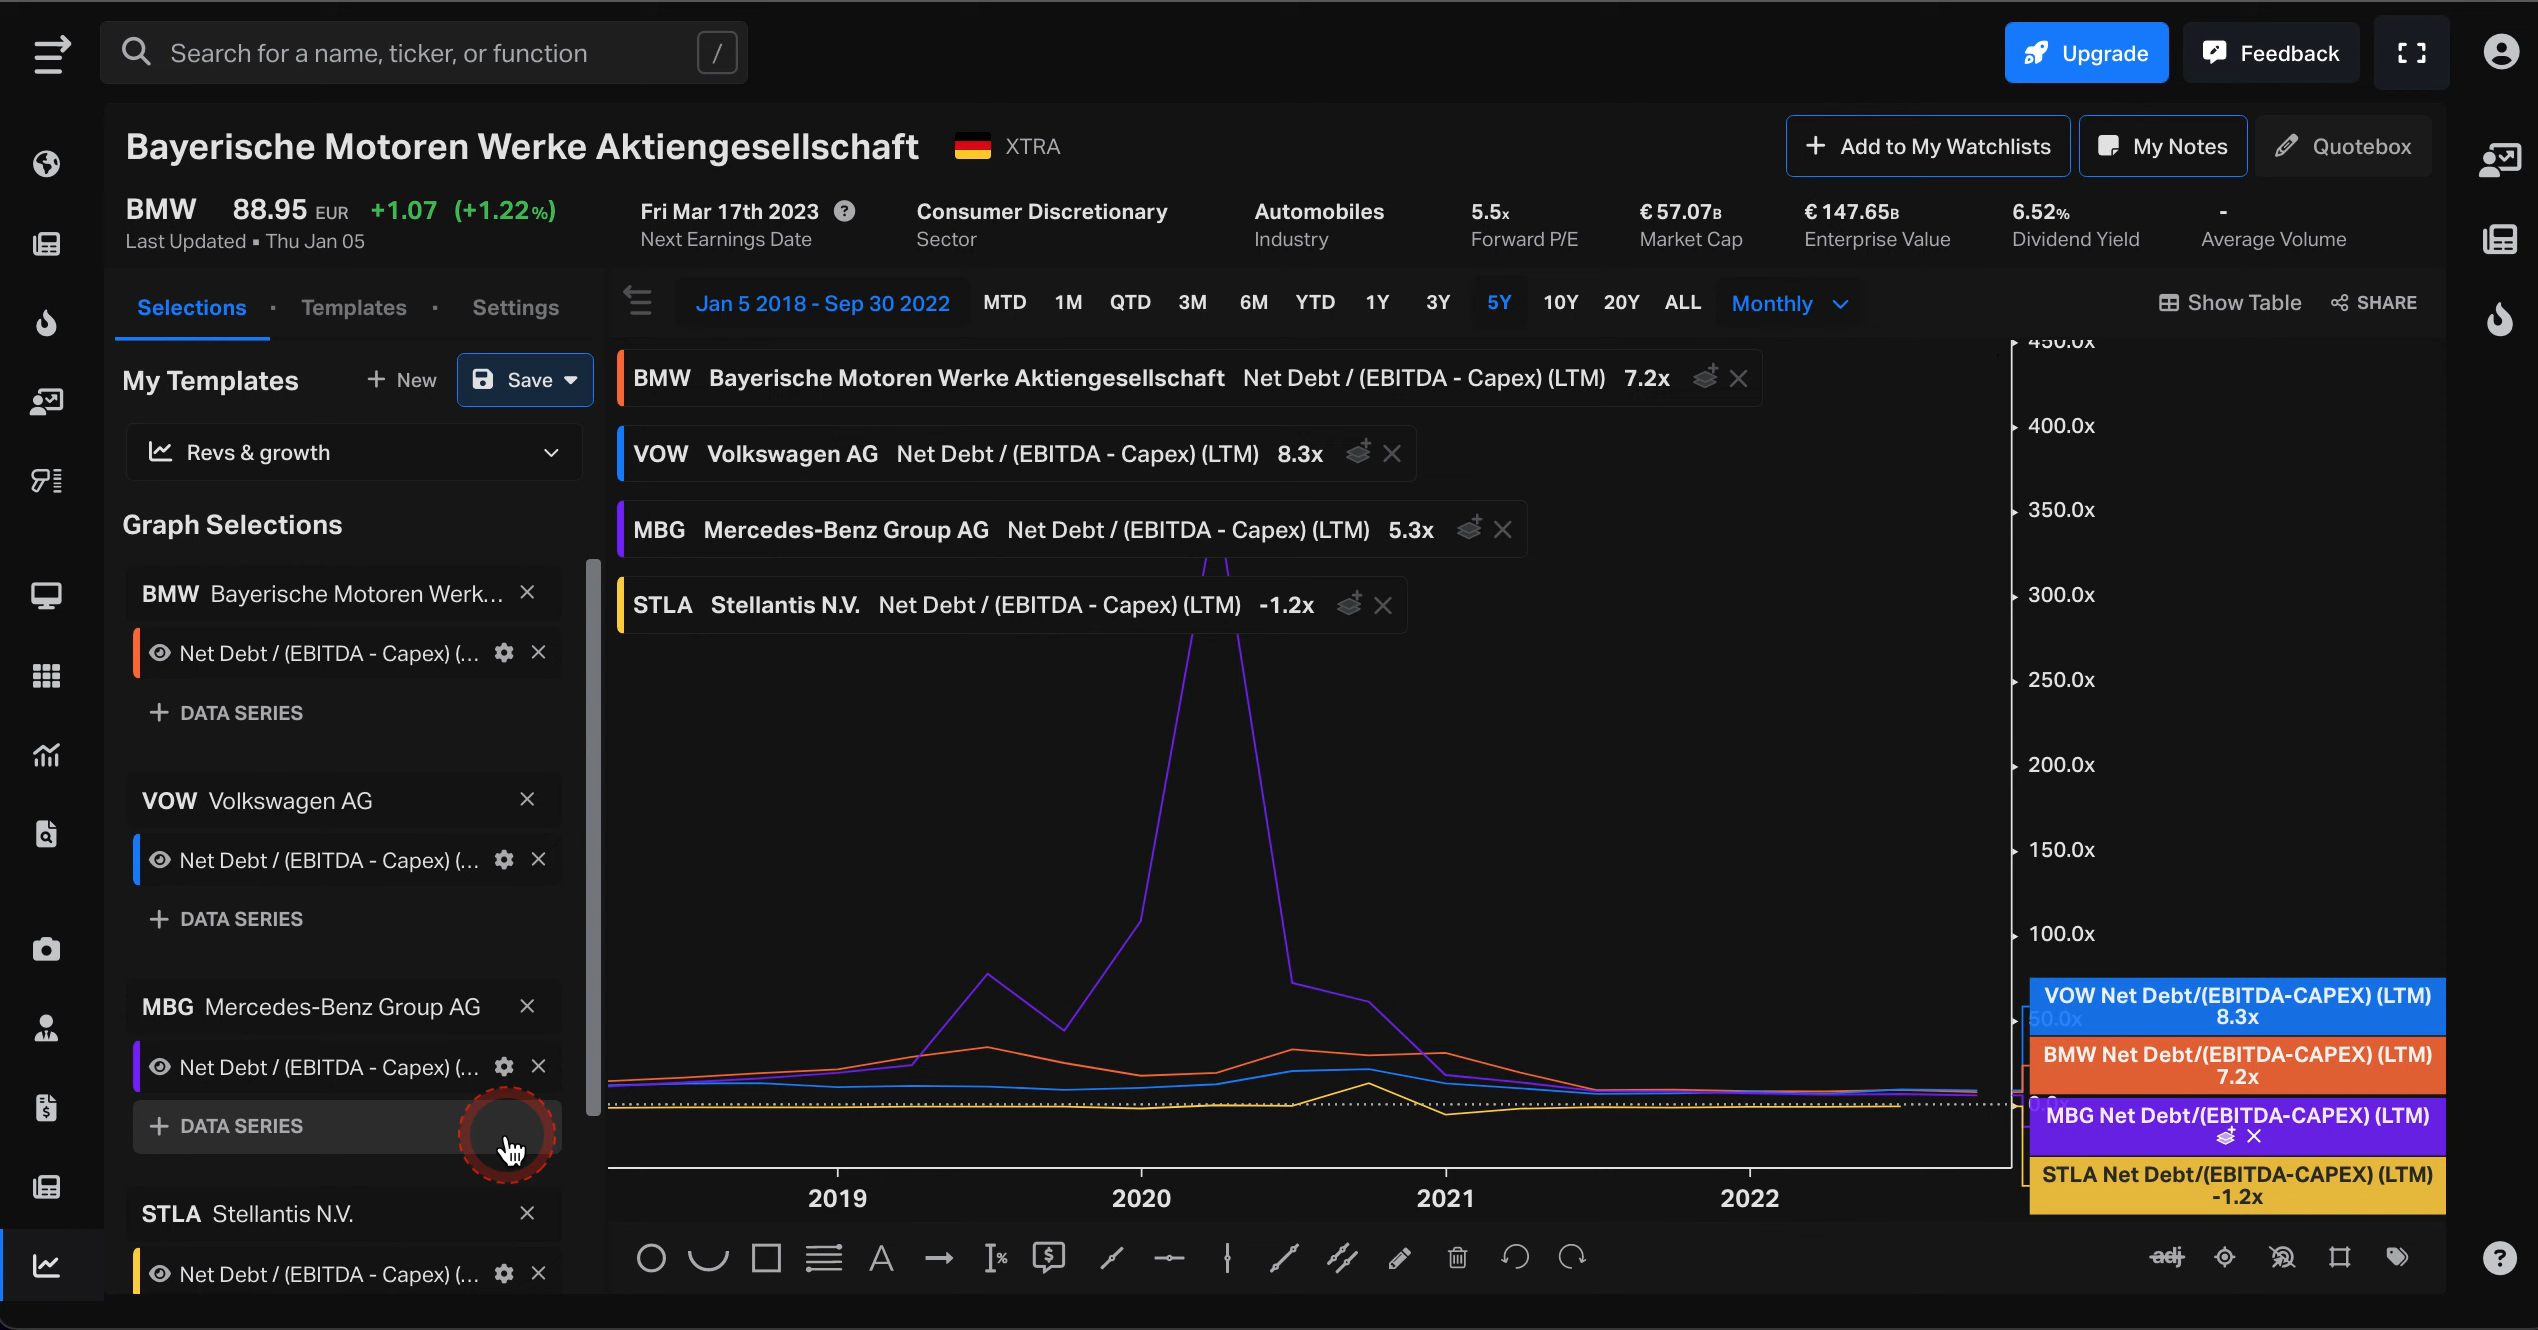 Search for a name, ticker, or function /
Upgrade
Feedback
Bayerische Motoren Werke Aktiengesellschaft XTRA
+ Add to My Watchlists
My Notes
Quotebox
BMW 88.95 EUR +1.07 (+1.22%)
Last Updated ▪ Thu Jan 05
Fri Mar 17th 2023 ?
Next Earnings Date
Consumer Discretionary
Sector
Automobiles
Industry
5.5x
Forward P/E
€ 57.07B
Market Cap
€ 147.65B
Enterprise Value
6.52%
Dividend Yield
-
Average Volume
Selections · Templates · Settings
Jan 5 2018 - Sep 30 2022 MTD 1M QTD 3M 6M YTD 1Y 3Y 5Y 10Y 20Y ALL Monthly
Show Table SHARE
My Templates + New Save
Revs & growth
Graph Selections
BMW Bayerische Motoren Werk...
Net Debt / (EBITDA - Capex) (...
+ DATA SERIES
VOW Volkswagen AG
Net Debt / (EBITDA - Capex) (...
+ DATA SERIES
MBG Mercedes-Benz Group AG
Net Debt / (EBITDA - Capex) (...
+ DATA SERIES
STLA Stellantis N.V.
Net Debt / (EBITDA - Capex) (...
BMW Bayerische Motoren Werke Aktiengesellschaft Net Debt / (EBITDA - Capex) (LTM) 7.2x
VOW Volkswagen AG Net Debt / (EBITDA - Capex) (LTM) 8.3x
MBG Mercedes-Benz Group AG Net Debt / (EBITDA - Capex) (LTM) 5.3x
STLA Stellantis N.V. Net Debt / (EBITDA - Capex) (LTM) -1.2x
450.0x
400.0x
350.0x
300.0x
250.0x
200.0x
150.0x
100.0x
50.0x
0.0x
VOW Net Debt/(EBITDA-CAPEX) (LTM)
8.3x
BMW Net Debt/(EBITDA-CAPEX) (LTM)
7.2x
MBG Net Debt/(EBITDA-CAPEX) (LTM)
STLA Net Debt/(EBITDA-CAPEX) (LTM)
-1.2x
2019 2020 2021 2022
A
%
$
adj
?